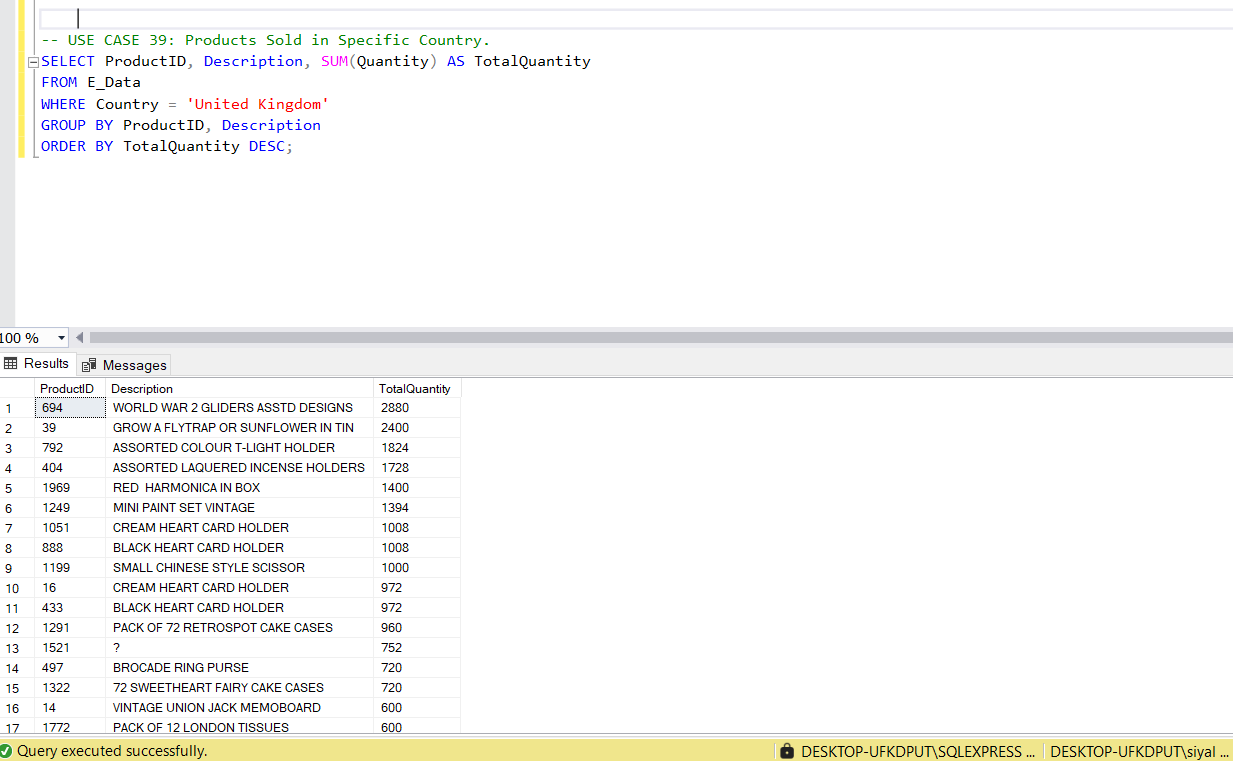 -- USE CASE 39: Products Sold in Specific Country.
SELECT ProductID, Description, SUM(Quantity) AS TotalQuantity
FROM E_Data
WHERE Country = 'United Kingdom'
GROUP BY ProductID, Description
ORDER BY TotalQuantity DESC;
100 %
Results Messages
ProductID Description TotalQuantity
1 694 WORLD WAR 2 GLIDERS ASSTD DESIGNS 2880
2 39 GROW A FLYTRAP OR SUNFLOWER IN TIN 2400
3 792 ASSORTED COLOUR T-LIGHT HOLDER 1824
4 404 ASSORTED LAQUERED INCENSE HOLDERS 1728
5 1969 RED  HARMONICA IN BOX 1400
6 1249 MINI PAINT SET VINTAGE 1394
7 1051 CREAM HEART CARD HOLDER 1008
8 888 BLACK HEART CARD HOLDER 1008
9 1199 SMALL CHINESE STYLE SCISSOR 1000
10 16 CREAM HEART CARD HOLDER 972
11 433 BLACK HEART CARD HOLDER 972
12 1291 PACK OF 72 RETROSPOT CAKE CASES 960
13 1521 ? 752
14 497 BROCADE RING PURSE 720
15 1322 72 SWEETHEART FAIRY CAKE CASES 720
16 14 VINTAGE UNION JACK MEMOBOARD 600
17 1772 PACK OF 12 LONDON TISSUES 600
Query executed successfully. DESKTOP-UFKDPUT\SQLEXPRESS ... DESKTOP-UFKDPUT\siyal ...